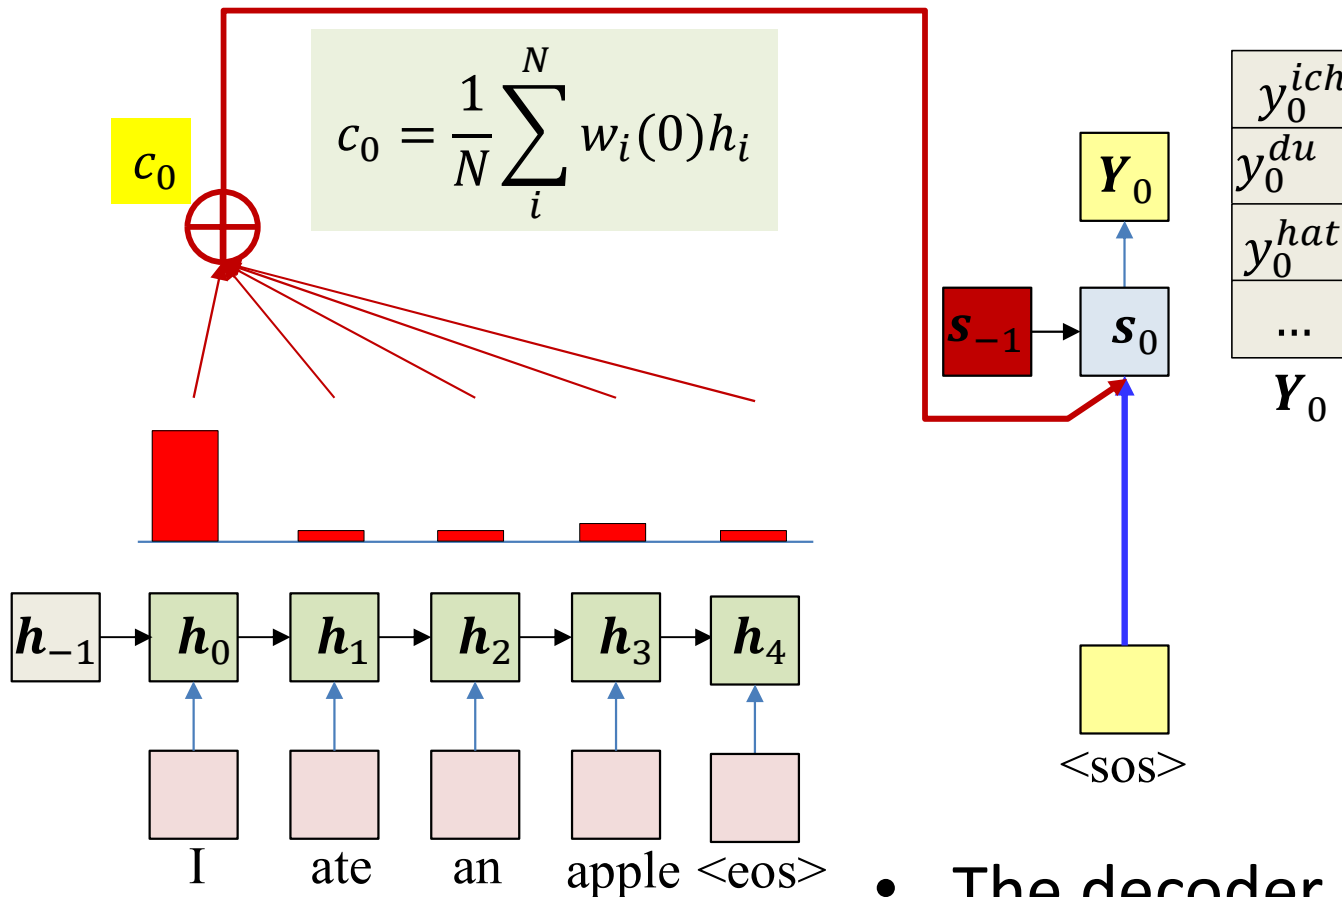 c₀ = 1/N ∑ᵢᴺ wᵢ(0)hᵢ
c₀
Y₀
y₀ⁱᶜʰ
y₀ᵈᵘ
y₀ʰᵃᵗ
...
Y₀
s₋₁ s₀
h₋₁ h₀ h₁ h₂ h₃ h₄
<sos>
I ate an apple <eos>
• The decoder